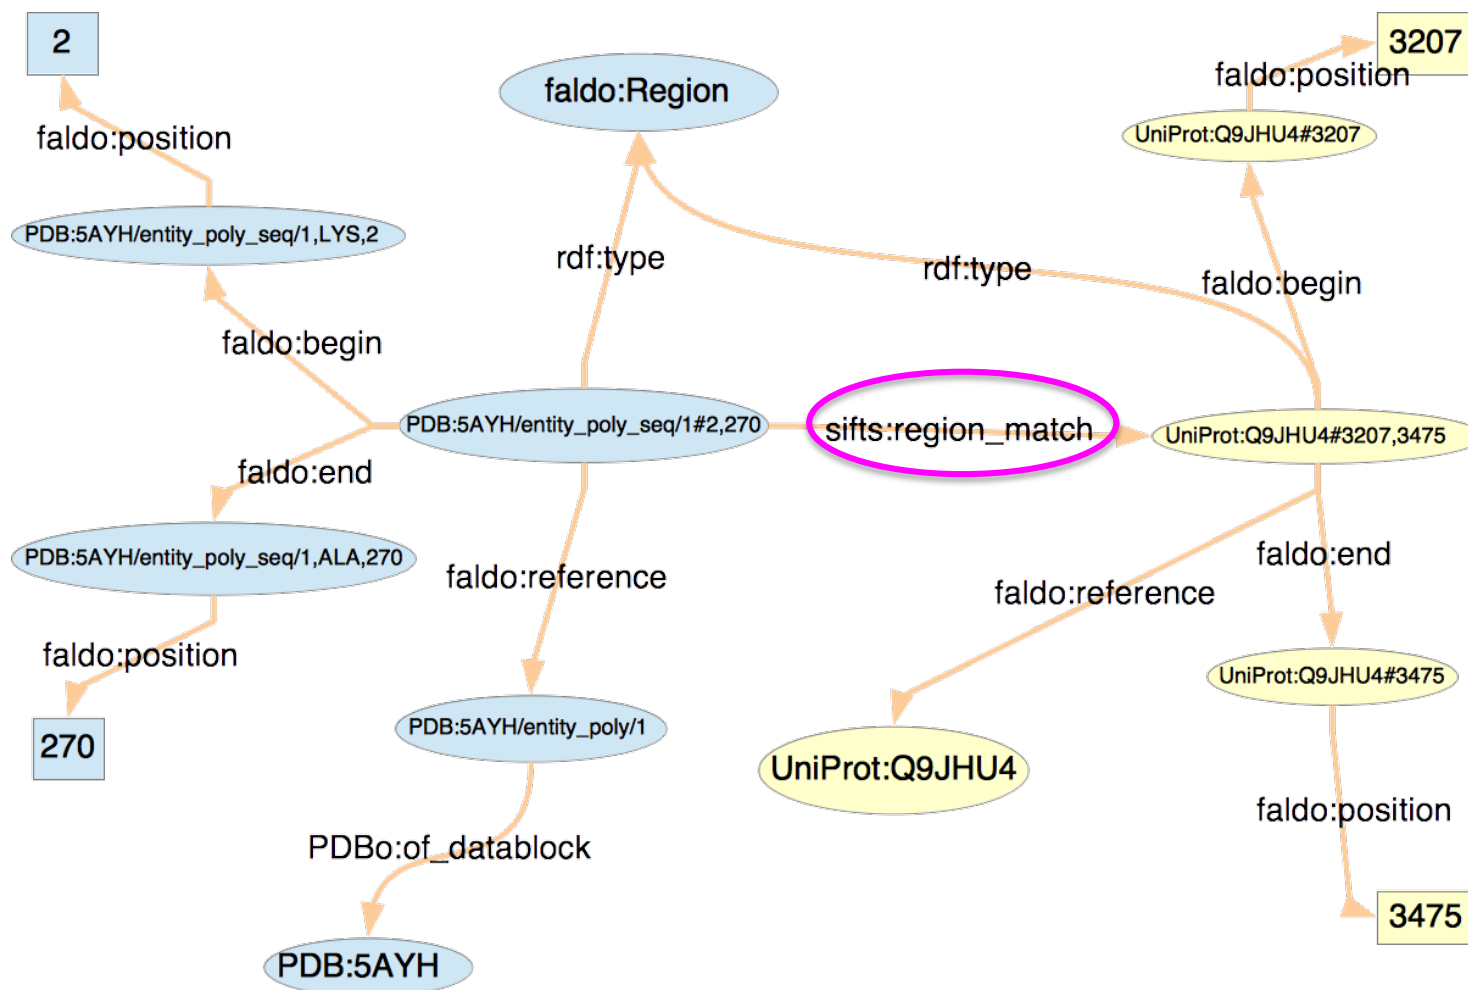 2
3207
faldo:Region
faldo:position
faldo:position
UniProt:Q9JHU4#3207
PDB:5AYH/entity_poly_seq/1,LYS,2
rdf:type
rdf:type
faldo:begin
faldo:begin
PDB:5AYH/entity_poly_seq/1#2,270
sifts:region_match
UniProt:Q9JHU4#3207,3475
faldo:end
PDB:5AYH/entity_poly_seq/1,ALA,270
faldo:reference
faldo:end
faldo:reference
faldo:position
UniProt:Q9JHU4#3475
PDB:5AYH/entity_poly/1
270
UniProt:Q9JHU4
faldo:position
PDBo:of_datablock
3475
PDB:5AYH